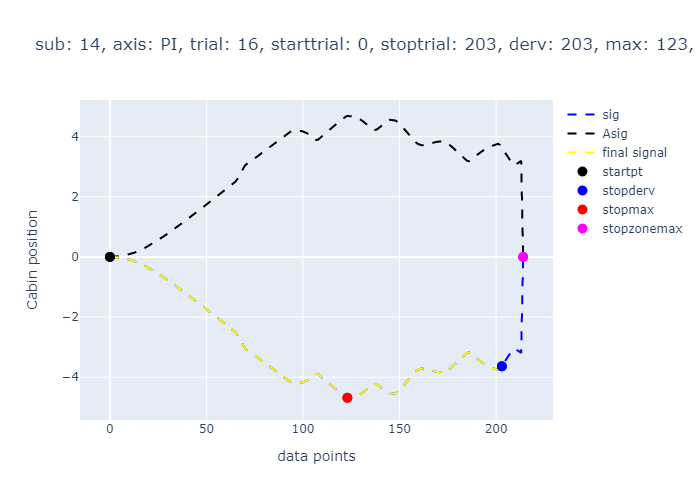 sub: 14, axis: PI, trial: 16, starttrial: 0, stoptrial: 203, derv: 203, max: 123,
sig
Asig
final signal
startpt
stopderv
stopmax
stopzonemax
4
2
0
−2
−4
Cabin position
0
50
100
150
200
data points